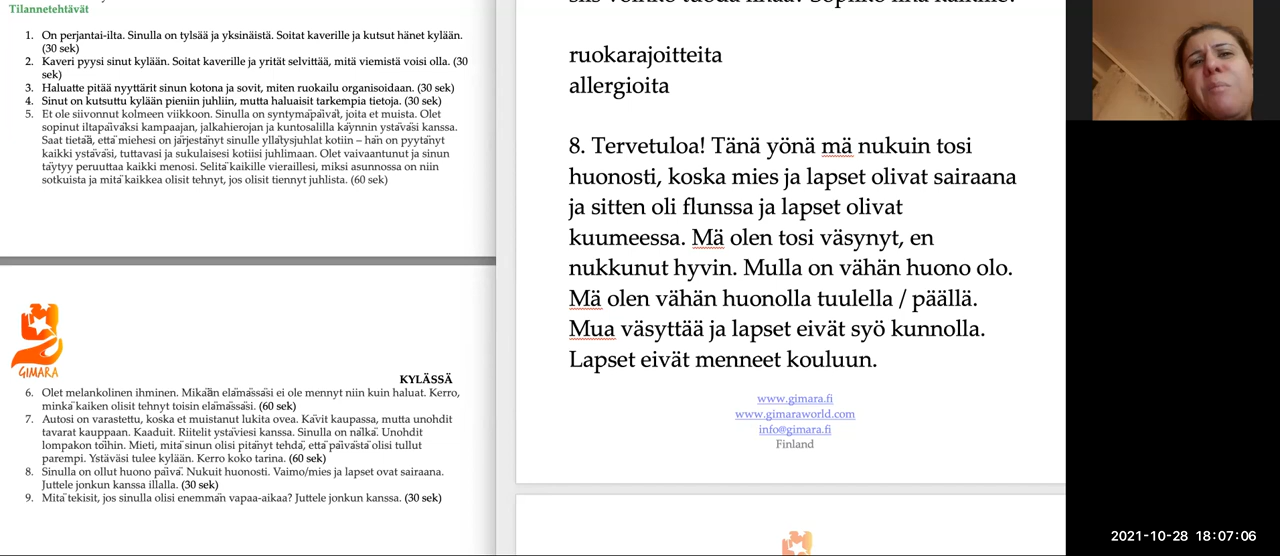 Tilannetehtävät
1. On perjantai-ilta. Sinulla on tylsää ja yksinäistä. Soitat kaverille ja kutsut hänet kylään.
(30 sek)
2. Kaveri pyysi sinut kylään. Soitat kaverille ja yrität selvittää, mitä viemistä voisi olla. (30
sek)
3. Haluatte pitää nyyttärit sinun kotona ja sovit, miten ruokailu organisoidaan. (30 sek)
4. Sinut on kutsuttu kylään pieniin juhliin, mutta haluaisit tarkempia tietoja. (30 sek)
5. Et ole siivonnut kolmeen viikkoon. Sinulla on syntymäpäivät, joita et muista. Olet
sopinut iltapäiväksi kampaajan, jalkahierojan ja kuntosalilla käynnin ystäväsi kanssa.
Saat tietää, että miehesi on järjestänyt sinulle yllätysjuhlat kotiin – hän on pyytänyt
kaikki ystäväsi, tuttavasi ja sukulaisesi kotiisi juhlimaan. Olet vaivaantunut ja sinun
täytyy peruuttaa kaikki menosi. Selitä kaikille vieraillesi, miksi asunnossa on niin
sotkuista ja mitä kaikkea olisit tehnyt, jos olisit tiennyt juhlista. (60 sek)
GIMARA
KYLÄSSÄ
6. Olet melankolinen ihminen. Mikään elämässäsi ei ole mennyt niin kuin haluat. Kerro,
minkä kaiken olisit tehnyt toisin elämässäsi. (60 sek)
7. Autosi on varastettu, koska et muistanut lukita ovea. Kävit kaupassa, mutta unohdit
tavarat kauppaan. Kaaduit. Riitelit ystäviesi kanssa. Sinulla on nälkä. Unohdit
lompakon töihin. Mieti, mitä sinun olisi pitänyt tehdä, että päivästä olisi tullut
parempi. Ystäväsi tulee kylään. Kerro koko tarina. (60 sek)
8. Sinulla on ollut huono päivä. Nukuit huonosti. Vaimo/mies ja lapset ovat sairaana.
Juttele jonkun kanssa illalla. (30 sek)
9. Mitä tekisit, jos sinulla olisi enemmän vapaa-aikaa? Juttele jonkun kanssa. (30 sek)
ruokarajoitteita
allergioita
8. Tervetuloa! Tänä yönä mä nukuin tosi
huonosti, koska mies ja lapset olivat sairaana
ja sitten oli flunssa ja lapset olivat
kuumeessa. Mä olen tosi väsynyt, en
nukkunut hyvin. Mulla on vähän huono olo.
Mä olen vähän huonolla tuulella / päällä.
Mua väsyttää ja lapset eivät syö kunnolla.
Lapset eivät menneet kouluun.
www.gimara.fi
www.gimaraworld.com
info@gimara.fi
Finland
2021-10-28 18:07:06